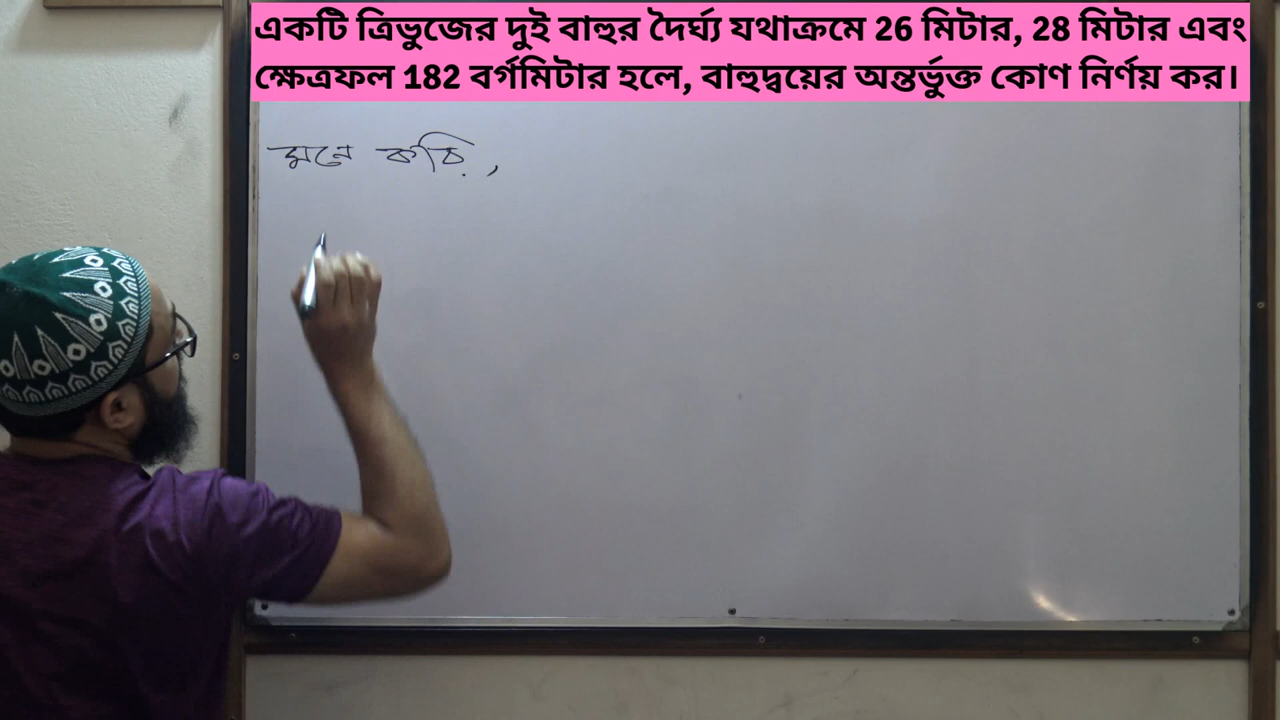 একটি ত্রিভুজের দুই বাহুর দৈর্ঘ্য যথাক্রমে 26 মিটার, 28 মিটার এবং
ক্ষেত্রফল 182 বর্গমিটার হলে, বাহুদ্বয়ের অন্তর্ভুক্ত কোণ নির্ণয় কর।
মনে করি,